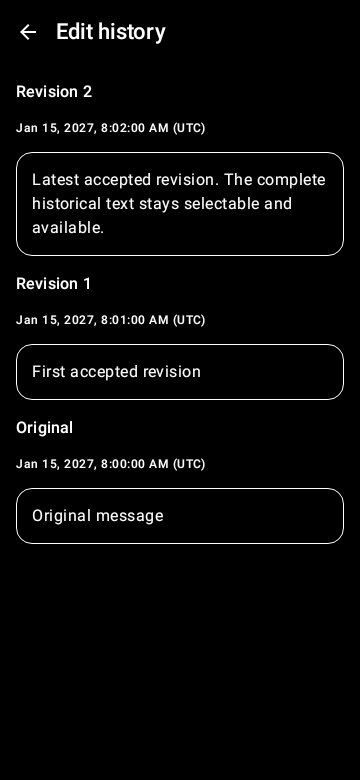 Edit history
Revision 2
Jan 15, 2027, 8:02:00 AM (UTC)
Latest accepted revision. The complete
historical text stays selectable and
available.
Revision 1
Jan 15, 2027, 8:01:00 AM (UTC)
First accepted revision
Original
Jan 15, 2027, 8:00:00 AM (UTC)
Original message